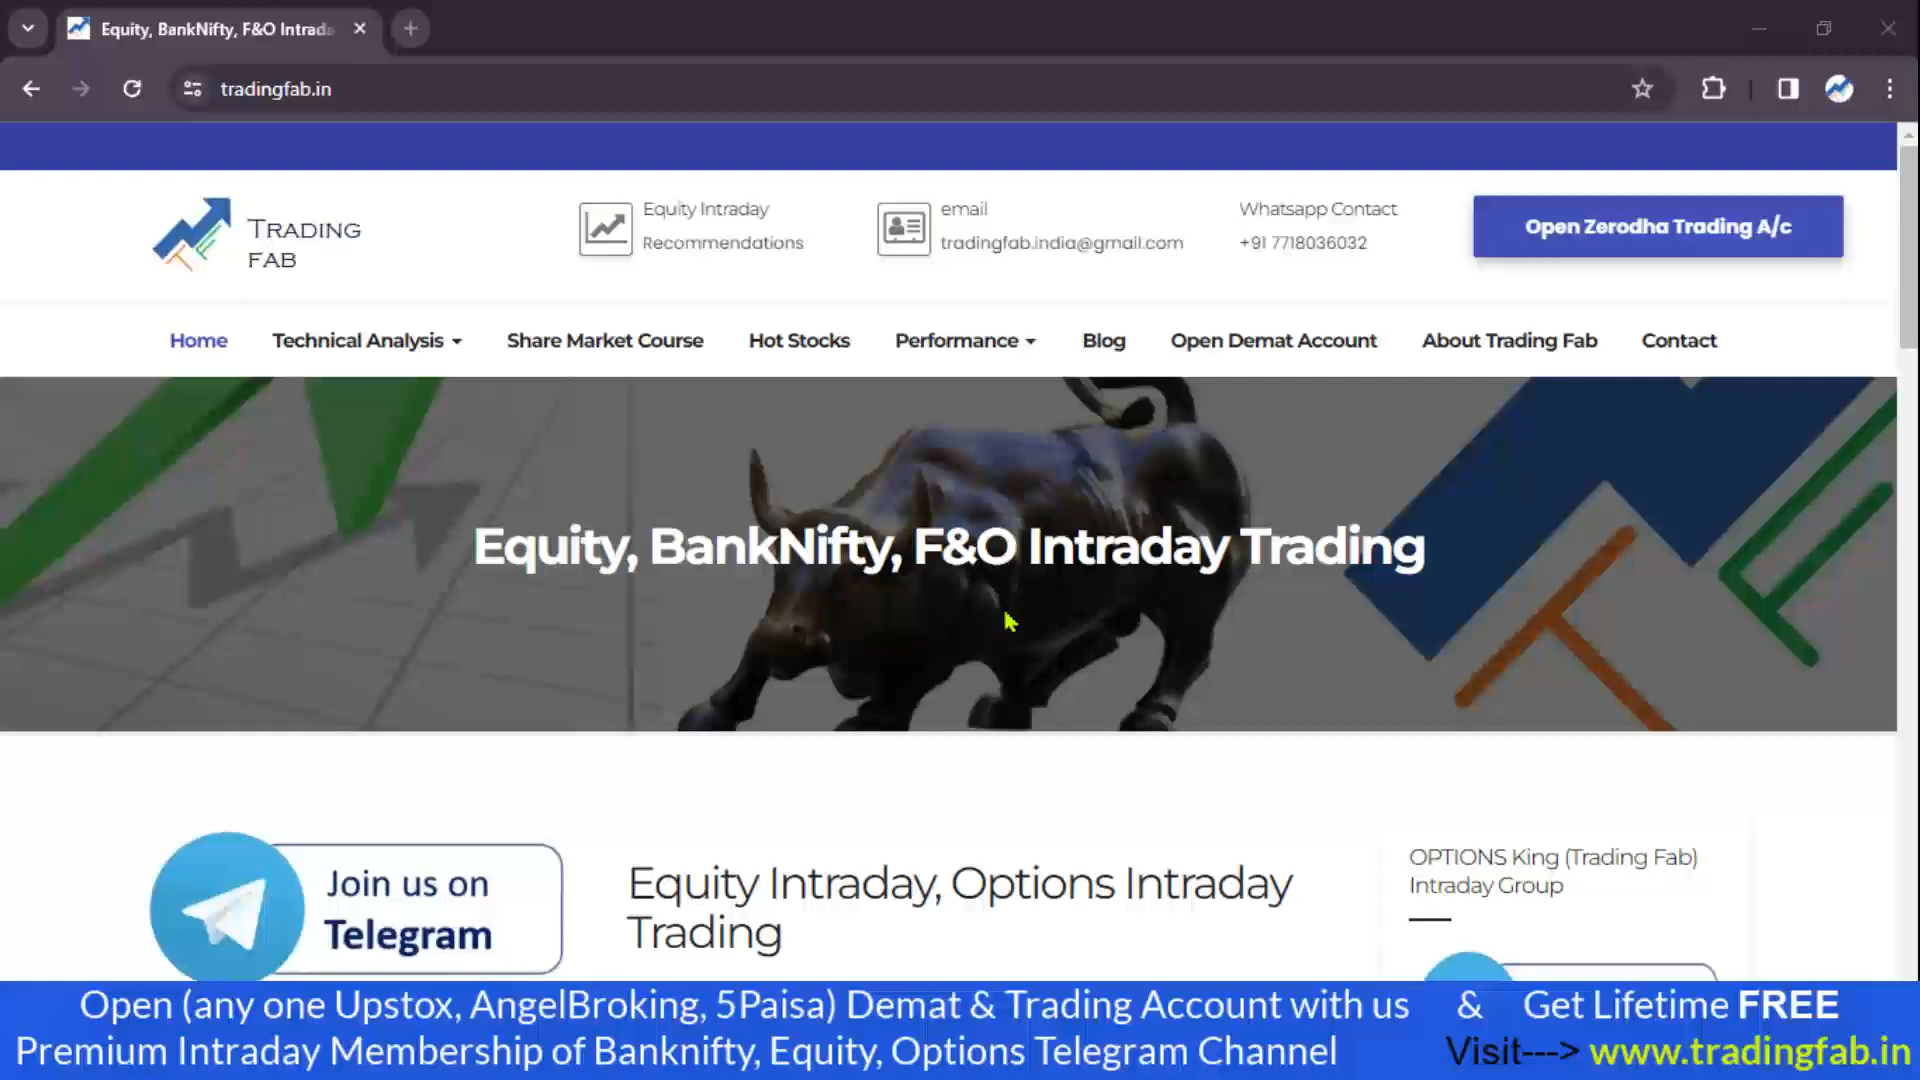 Equity, BankNifty, F&O Intrada
tradingfab.in
TRADING
FAB
Equity Intraday
Recommendations
email
tradingfab.india@gmail.com
Whatsapp Contact
+91 7718036032
Open Zerodha Trading A/c
Home Technical Analysis Share Market Course Hot Stocks Performance Blog Open Demat Account About Trading Fab Contact
Equity, BankNifty, F&O Intraday Trading
Join us on
Telegram
Equity Intraday, Options Intraday
Trading
OPTIONS King (Trading Fab)
Intraday Group
Open (any one Upstox, AngelBroking, 5Paisa) Demat & Trading Account with us & Get Lifetime FREE
Premium Intraday Membership of Banknifty, Equity, Options Telegram Channel Visit---> www.tradingfab.in